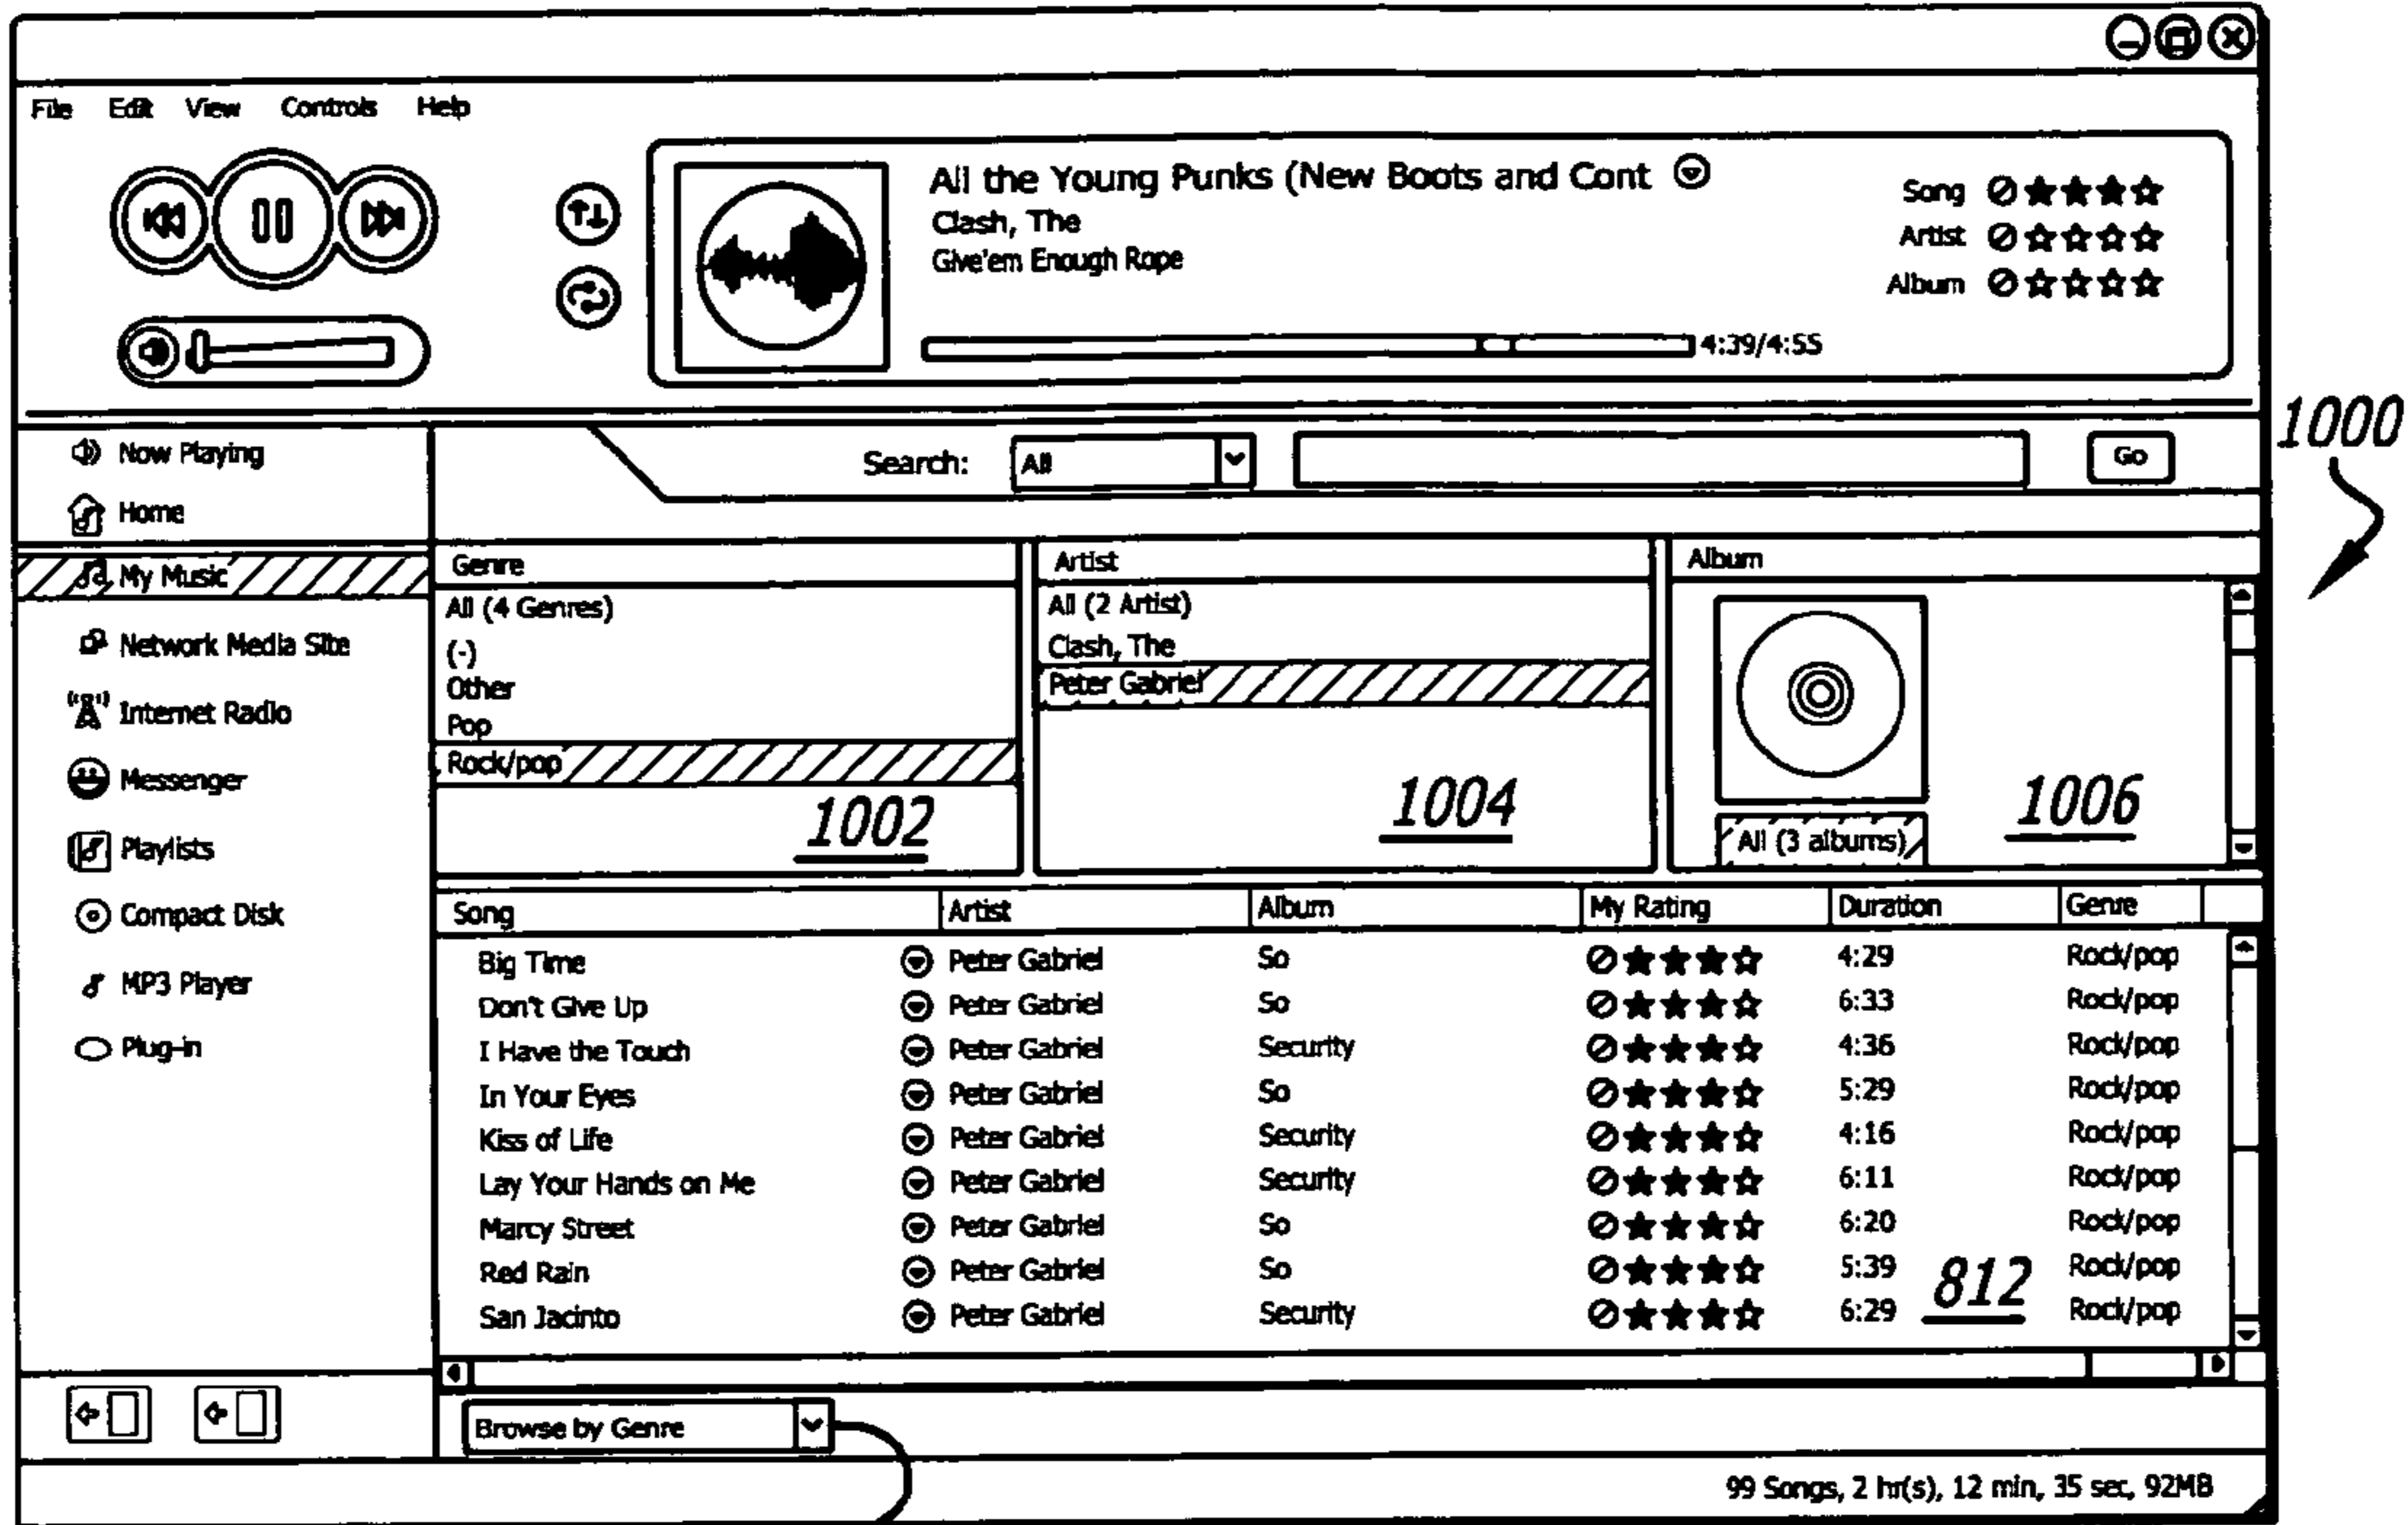 File Edit View Controls Help
All the Young Punks (New Boots and Cont
Clash, The
Give'em Enough Rope
Song
Artist
Album
4:39/4:55
1000
Now Playing
Home
My Music
Network Media Site
Internet Radio
Messenger
Playlists
Compact Disk
MP3 Player
Plug-in
Search: All Go
Genre
All (4 Genres)
(-)
Other
Pop
Rock/pop
1002
Artist
All (2 Artist)
Clash, The
Peter Gabriel
1004
Album
All (3 albums)
1006
Song Artist Album My Rating Duration Genre
Big Time Peter Gabriel So 4:29 Rock/pop
Don't Give Up Peter Gabriel So 6:33 Rock/pop
I Have the Touch Peter Gabriel Security 4:36 Rock/pop
In Your Eyes Peter Gabriel So 5:29 Rock/pop
Kiss of Life Peter Gabriel Security 4:16 Rock/pop
Lay Your Hands on Me Peter Gabriel Security 6:11 Rock/pop
Marcy Street Peter Gabriel So 6:20 Rock/pop
Red Rain Peter Gabriel So 5:39 Rock/pop
San Jacinto Peter Gabriel Security 6:29 Rock/pop
812
Browse by Genre
99 Songs, 2 hr(s), 12 min, 35 sec, 92MB